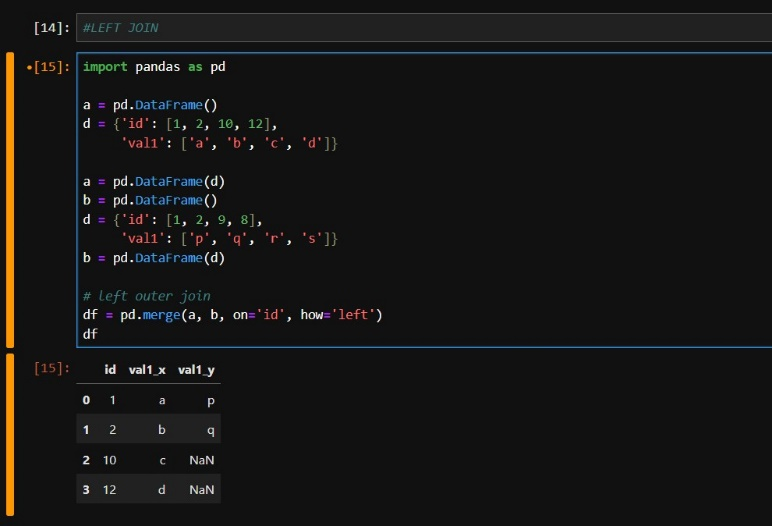 [14]: #LEFT JOIN
•[15]: import pandas as pd
a = pd.DataFrame()
d = {'id': [1, 2, 10, 12],
'val1': ['a', 'b', 'c', 'd']}
a = pd.DataFrame(d)
b = pd.DataFrame()
d = {'id': [1, 2, 9, 8],
'val1': ['p', 'q', 'r', 's']}
b = pd.DataFrame(d)
# left outer join
df = pd.merge(a, b, on='id', how='left')
df
[15]: id val1_x val1_y
0 1 a p
1 2 b q
2 10 c NaN
3 12 d NaN